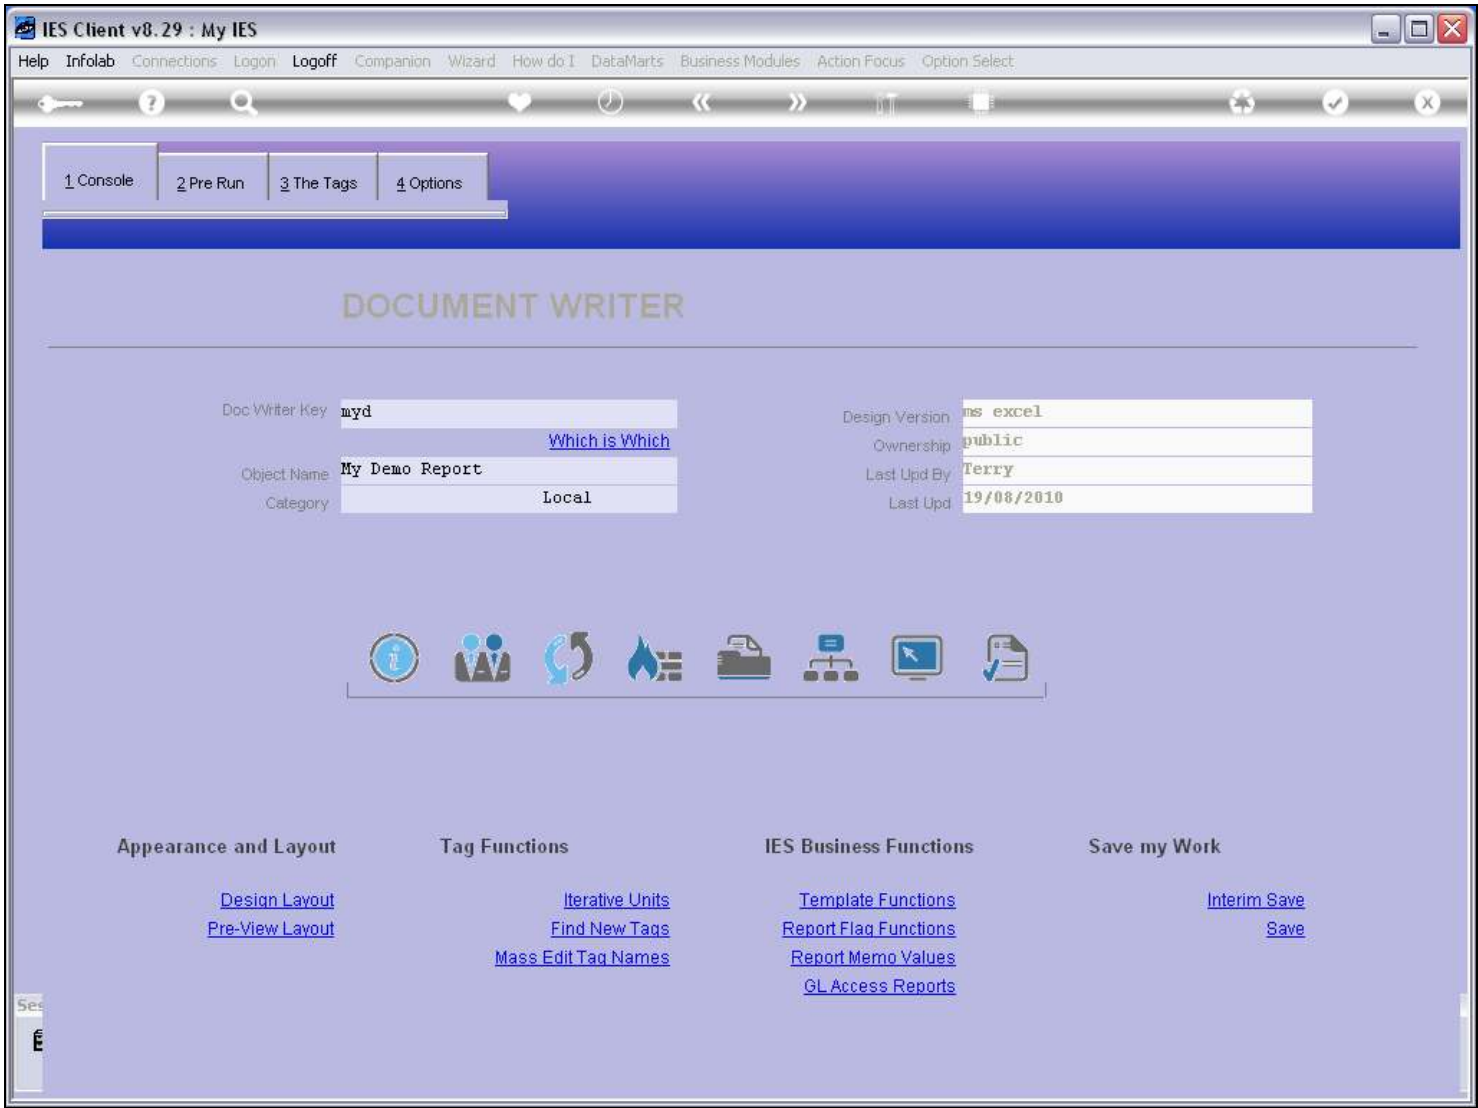 IES Client v8.29 : My IES
Help Infolab Connections Logon Logoff Companion Wizard How do I DataMarts Business Modules Action Focus Option Select
1 Console 2 Pre Run 3 The Tags 4 Options
DOCUMENT WRITER
Doc Writer Key myd Design Version ms excel
Which is Which Ownership public
Object Name My Demo Report Last Upd By Terry
Category Local Last Upd 19/08/2010
Appearance and Layout Tag Functions IES Business Functions Save my Work
Design Layout Iterative Units Template Functions Interim Save
Pre-View Layout Find New Tags Report Flag Functions Save
Mass Edit Tag Names Report Memo Values
GL Access Reports
Ses